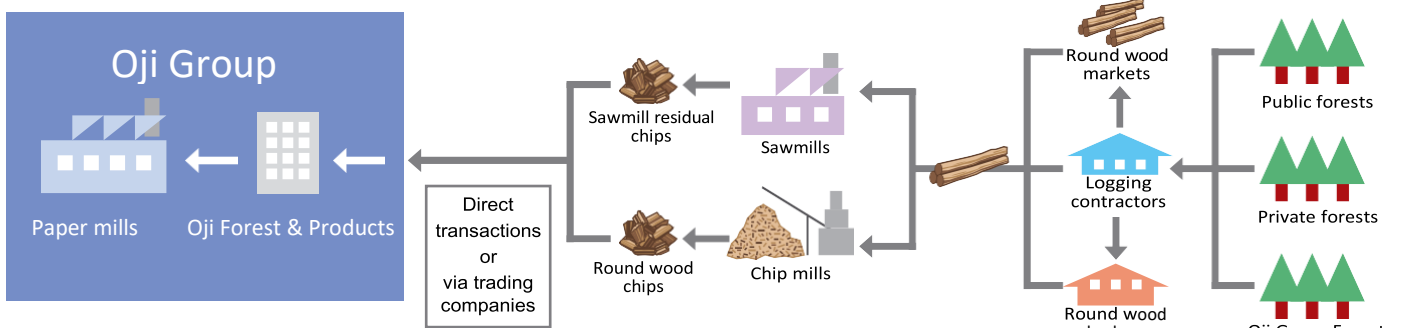 Oji Group
Paper mills
Oji Forest & Products
Direct
transactions
or
via trading
companies
Sawmill residual
chips
Round wood
chips
Sawmills
Chip mills
Round wood
markets
Logging
contractors
Round wood
Public forests
Private forests